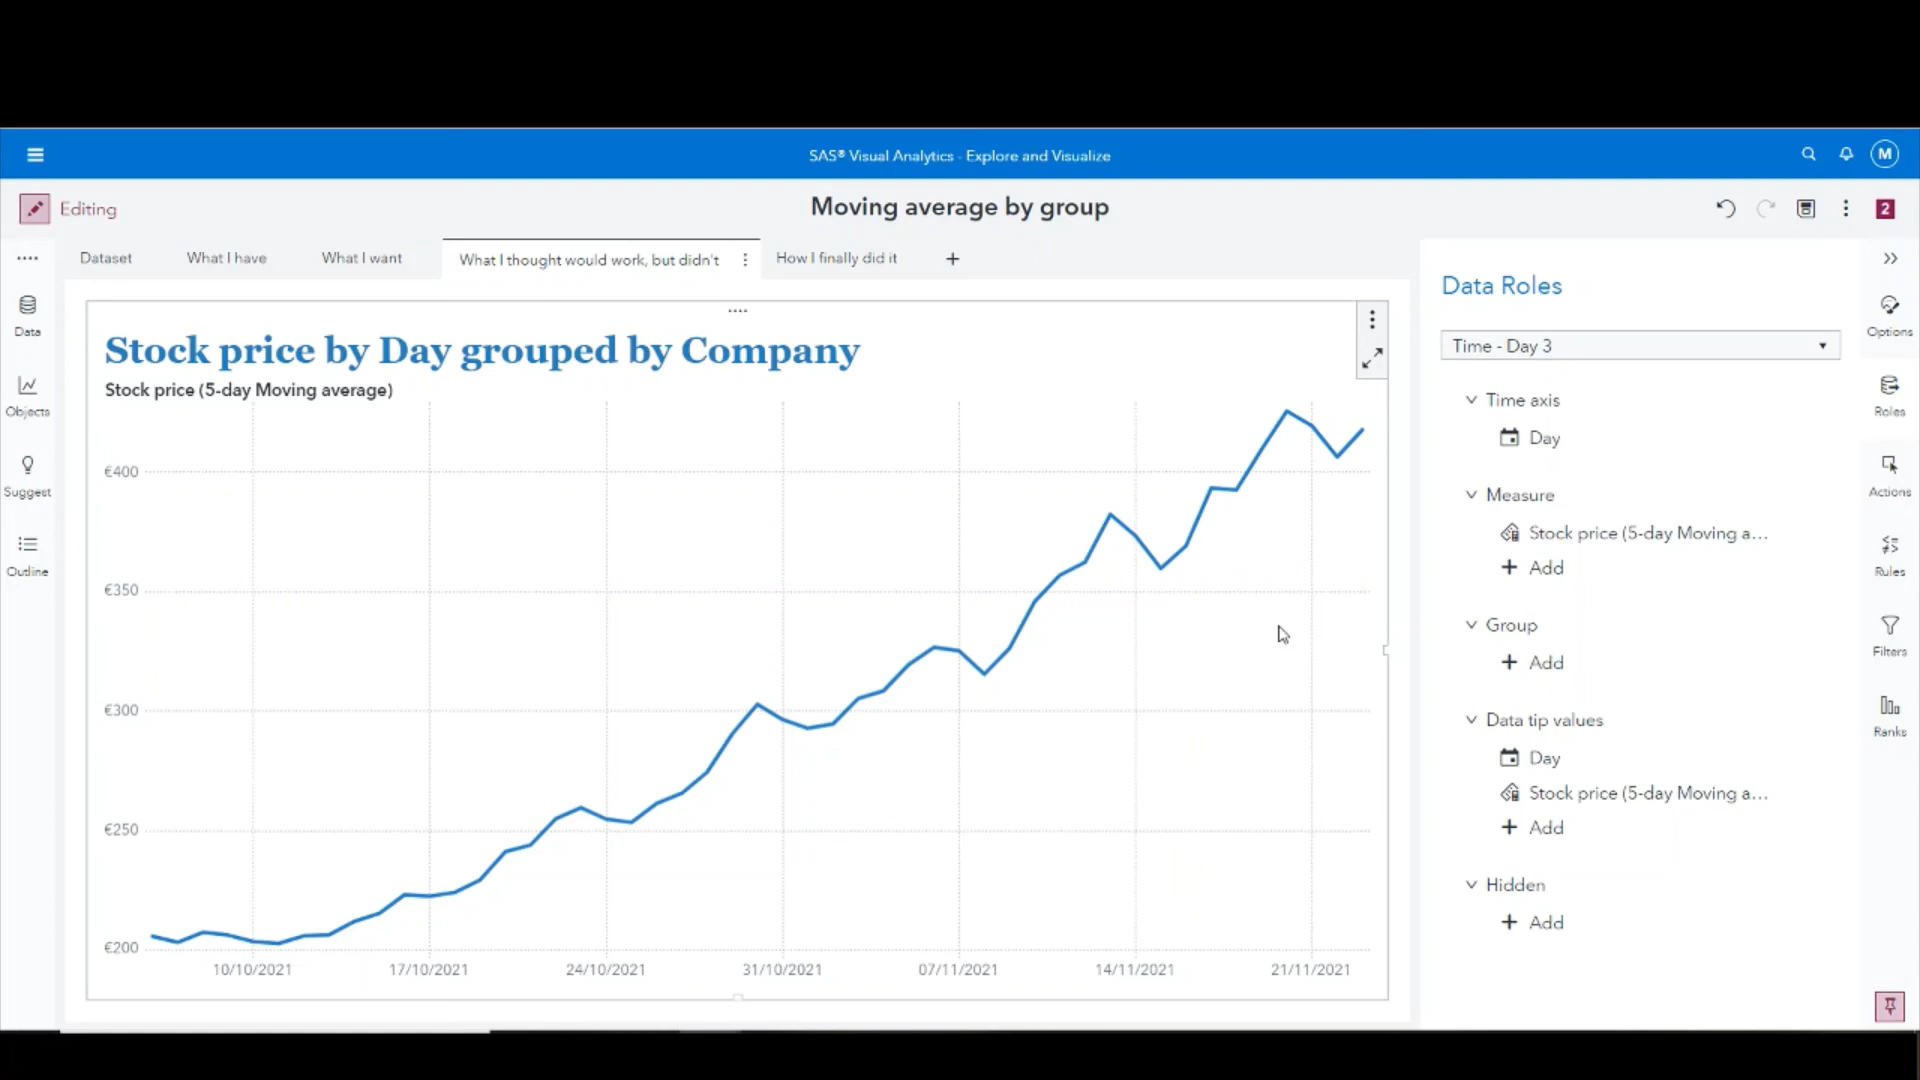 SAS® Visual Analytics - Explore and Visualize
M
Editing
Moving average by group
2
Dataset
What I have
What I want
What I thought would work, but didn't
How I finally did it
Data
Objects
Suggest
Outline
Stock price by Day grouped by Company
Stock price (5-day Moving average)
€400
€350
€300
€250
€200
10/10/2021
17/10/2021
24/10/2021
31/10/2021
07/11/2021
14/11/2021
21/11/2021
Data Roles
Time - Day 3
Time axis
Day
Measure
Stock price (5-day Moving a...
+ Add
Group
+ Add
Data tip values
Day
Stock price (5-day Moving a...
+ Add
Hidden
+ Add
Options
Roles
Actions
Rules
Filters
Ranks